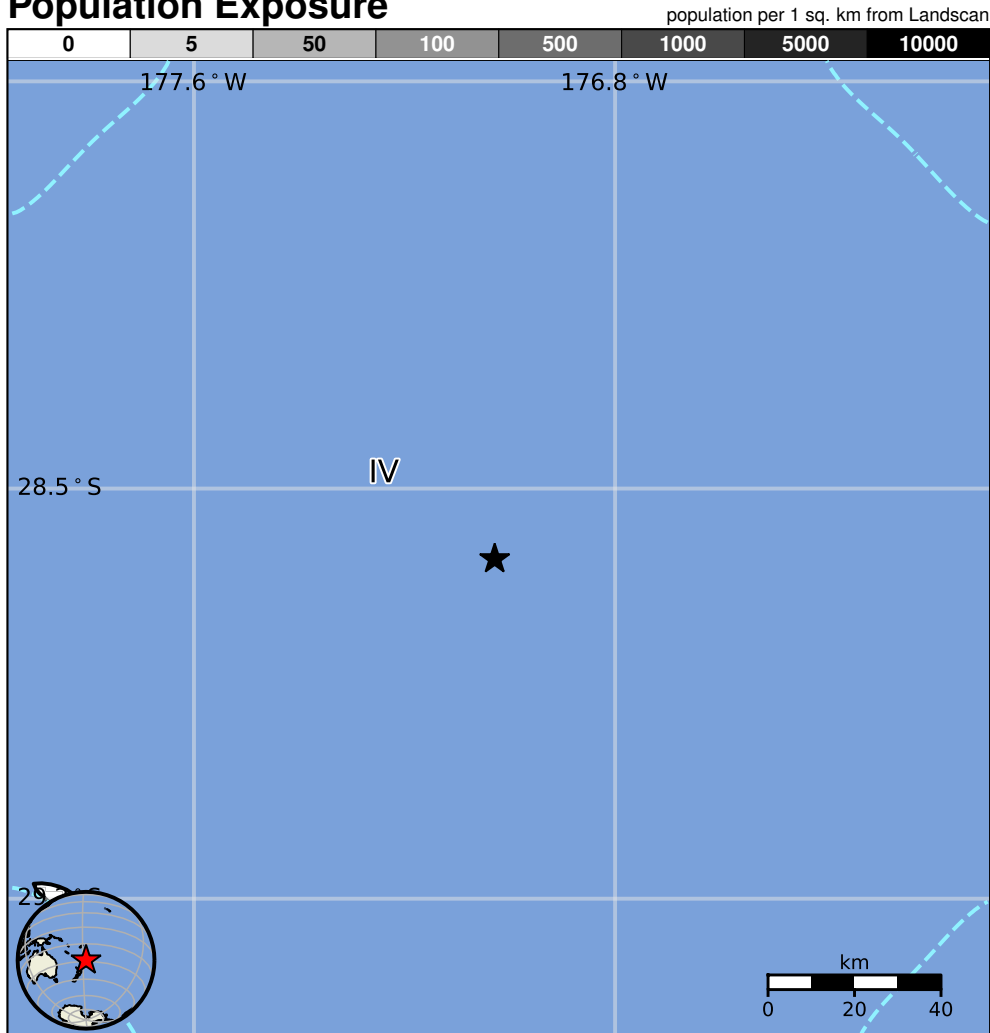 Population Exposure
population per 1 sq. km from Landscan
0 5 50 100 500 1000 5000 10000
177.6°W 176.8°W
IV
28.5°S
km
0 20 40